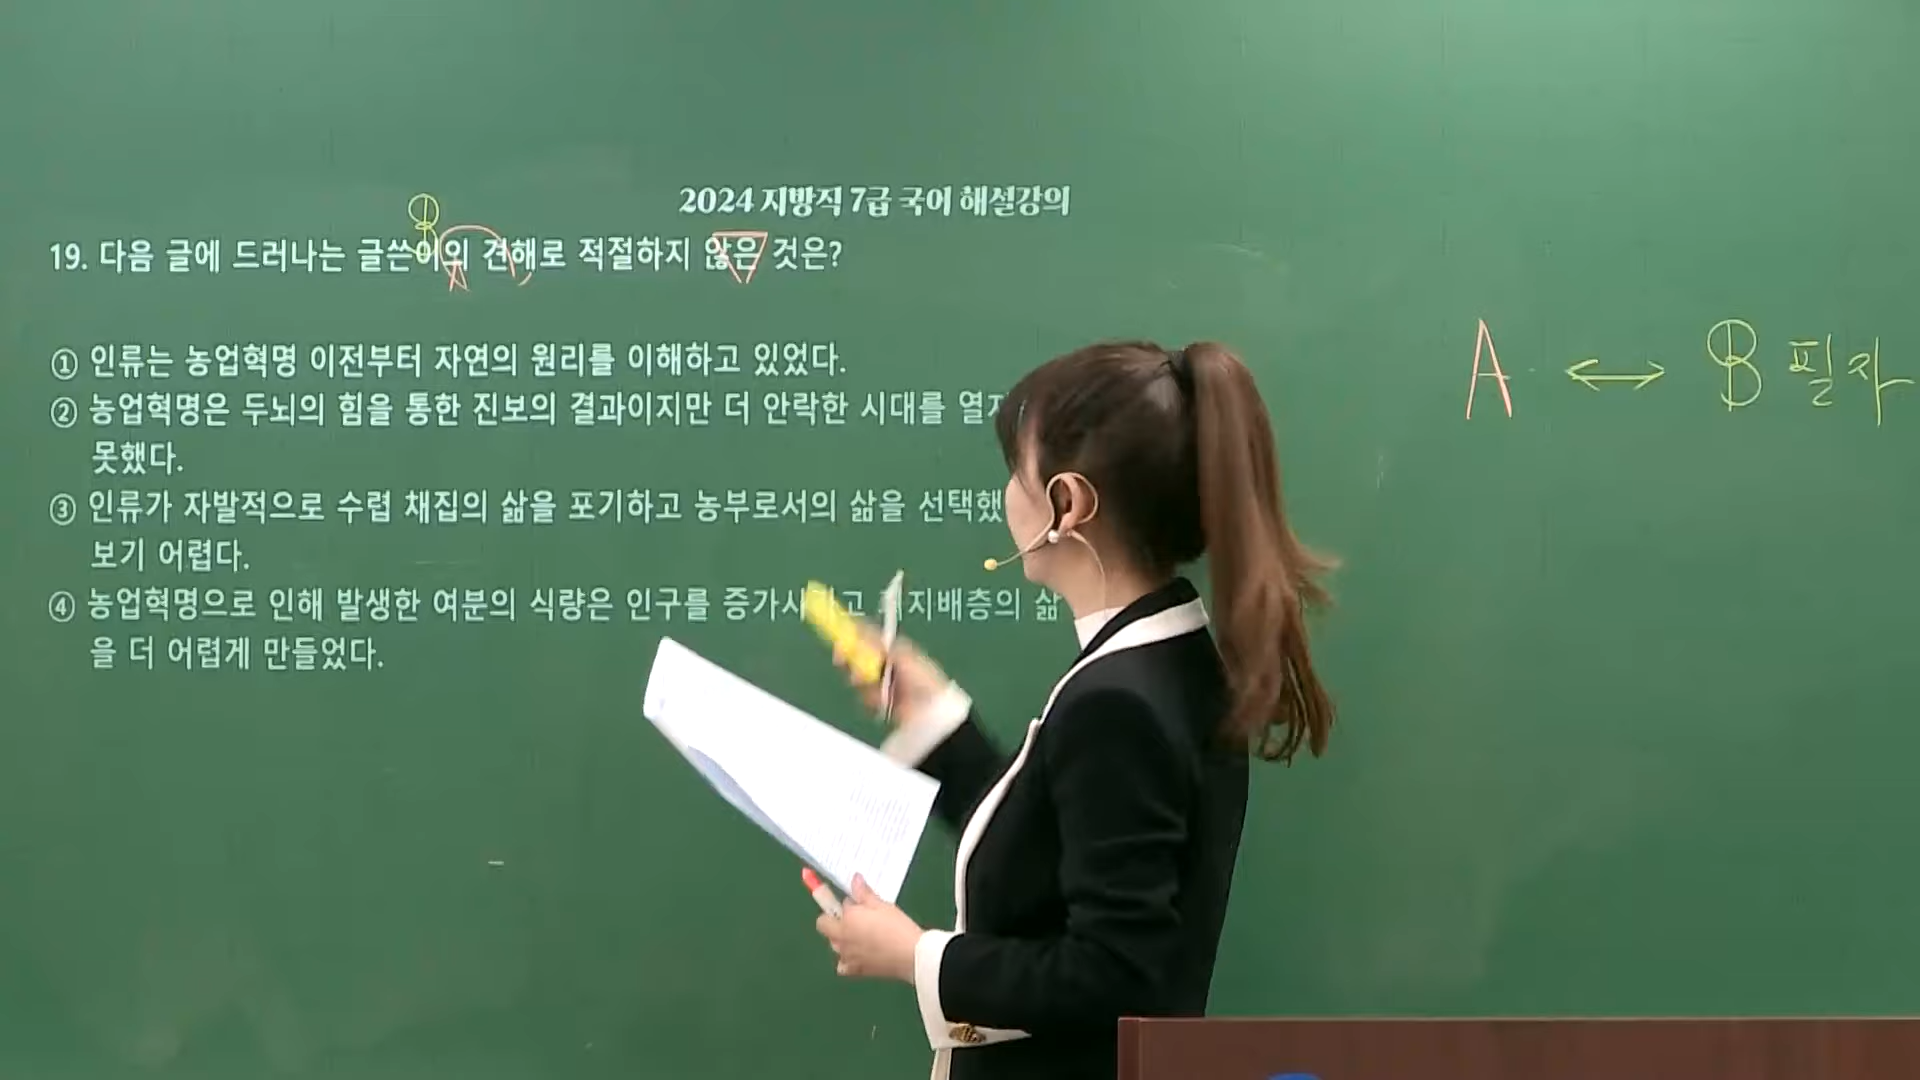 2024 지방직 7급 국어 해설강의
19. 다음 글에 드러나는 글쓴이의 견해로 적절하지 않은 것은?
① 인류는 농업혁명 이전부터 자연의 원리를 이해하고 있었다.
② 농업혁명은 두뇌의 힘을 통한 진보의 결과이지만 더 안락한 시대를 열지
못했다.
③ 인류가 자발적으로 수렵 채집의 삶을 포기하고 농부로서의 삶을 선택했
보기 어렵다.
④ 농업혁명으로 인해 발생한 여분의 식량은 인구를 증가시키고 피지배층의 삶
을 더 어렵게 만들었다.
B
A
A ↔ B 필자